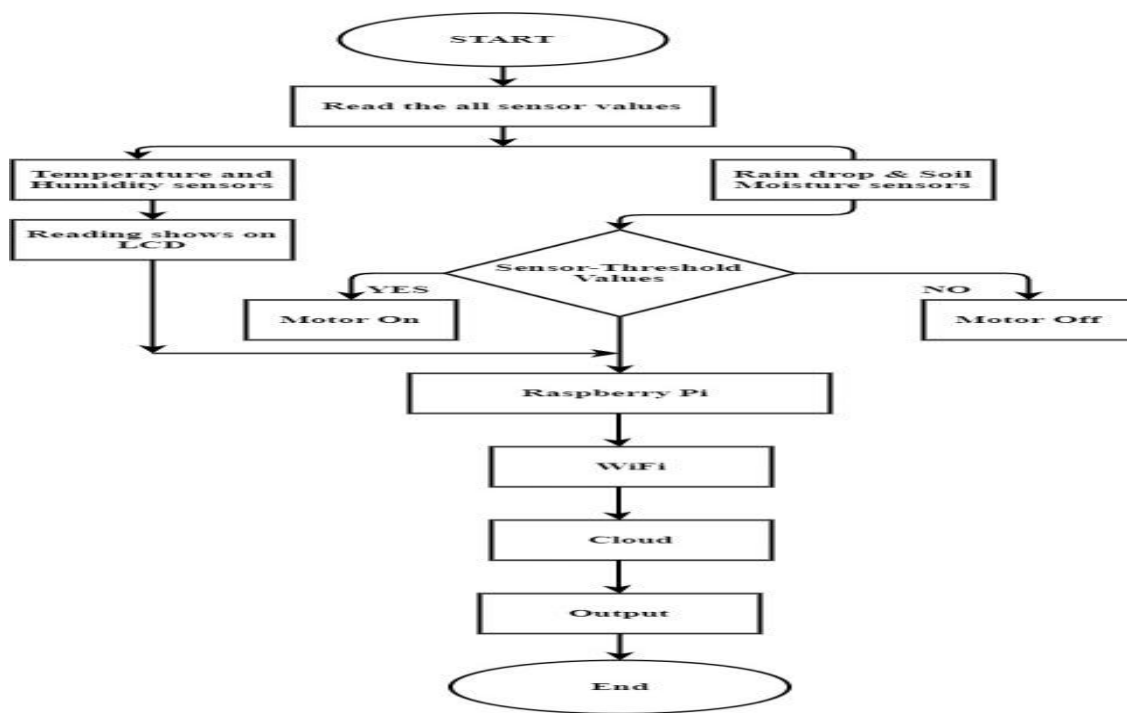 START
Read the all sensor values
Temperature and
Humidity sensors
Rain drop & Soil
Moisture sensors
Reading shows on
LCD
Sensor-Threshold
Values
YES
NO
Motor On
Motor Off
Raspberry Pi
WiFi
Cloud
Output
End